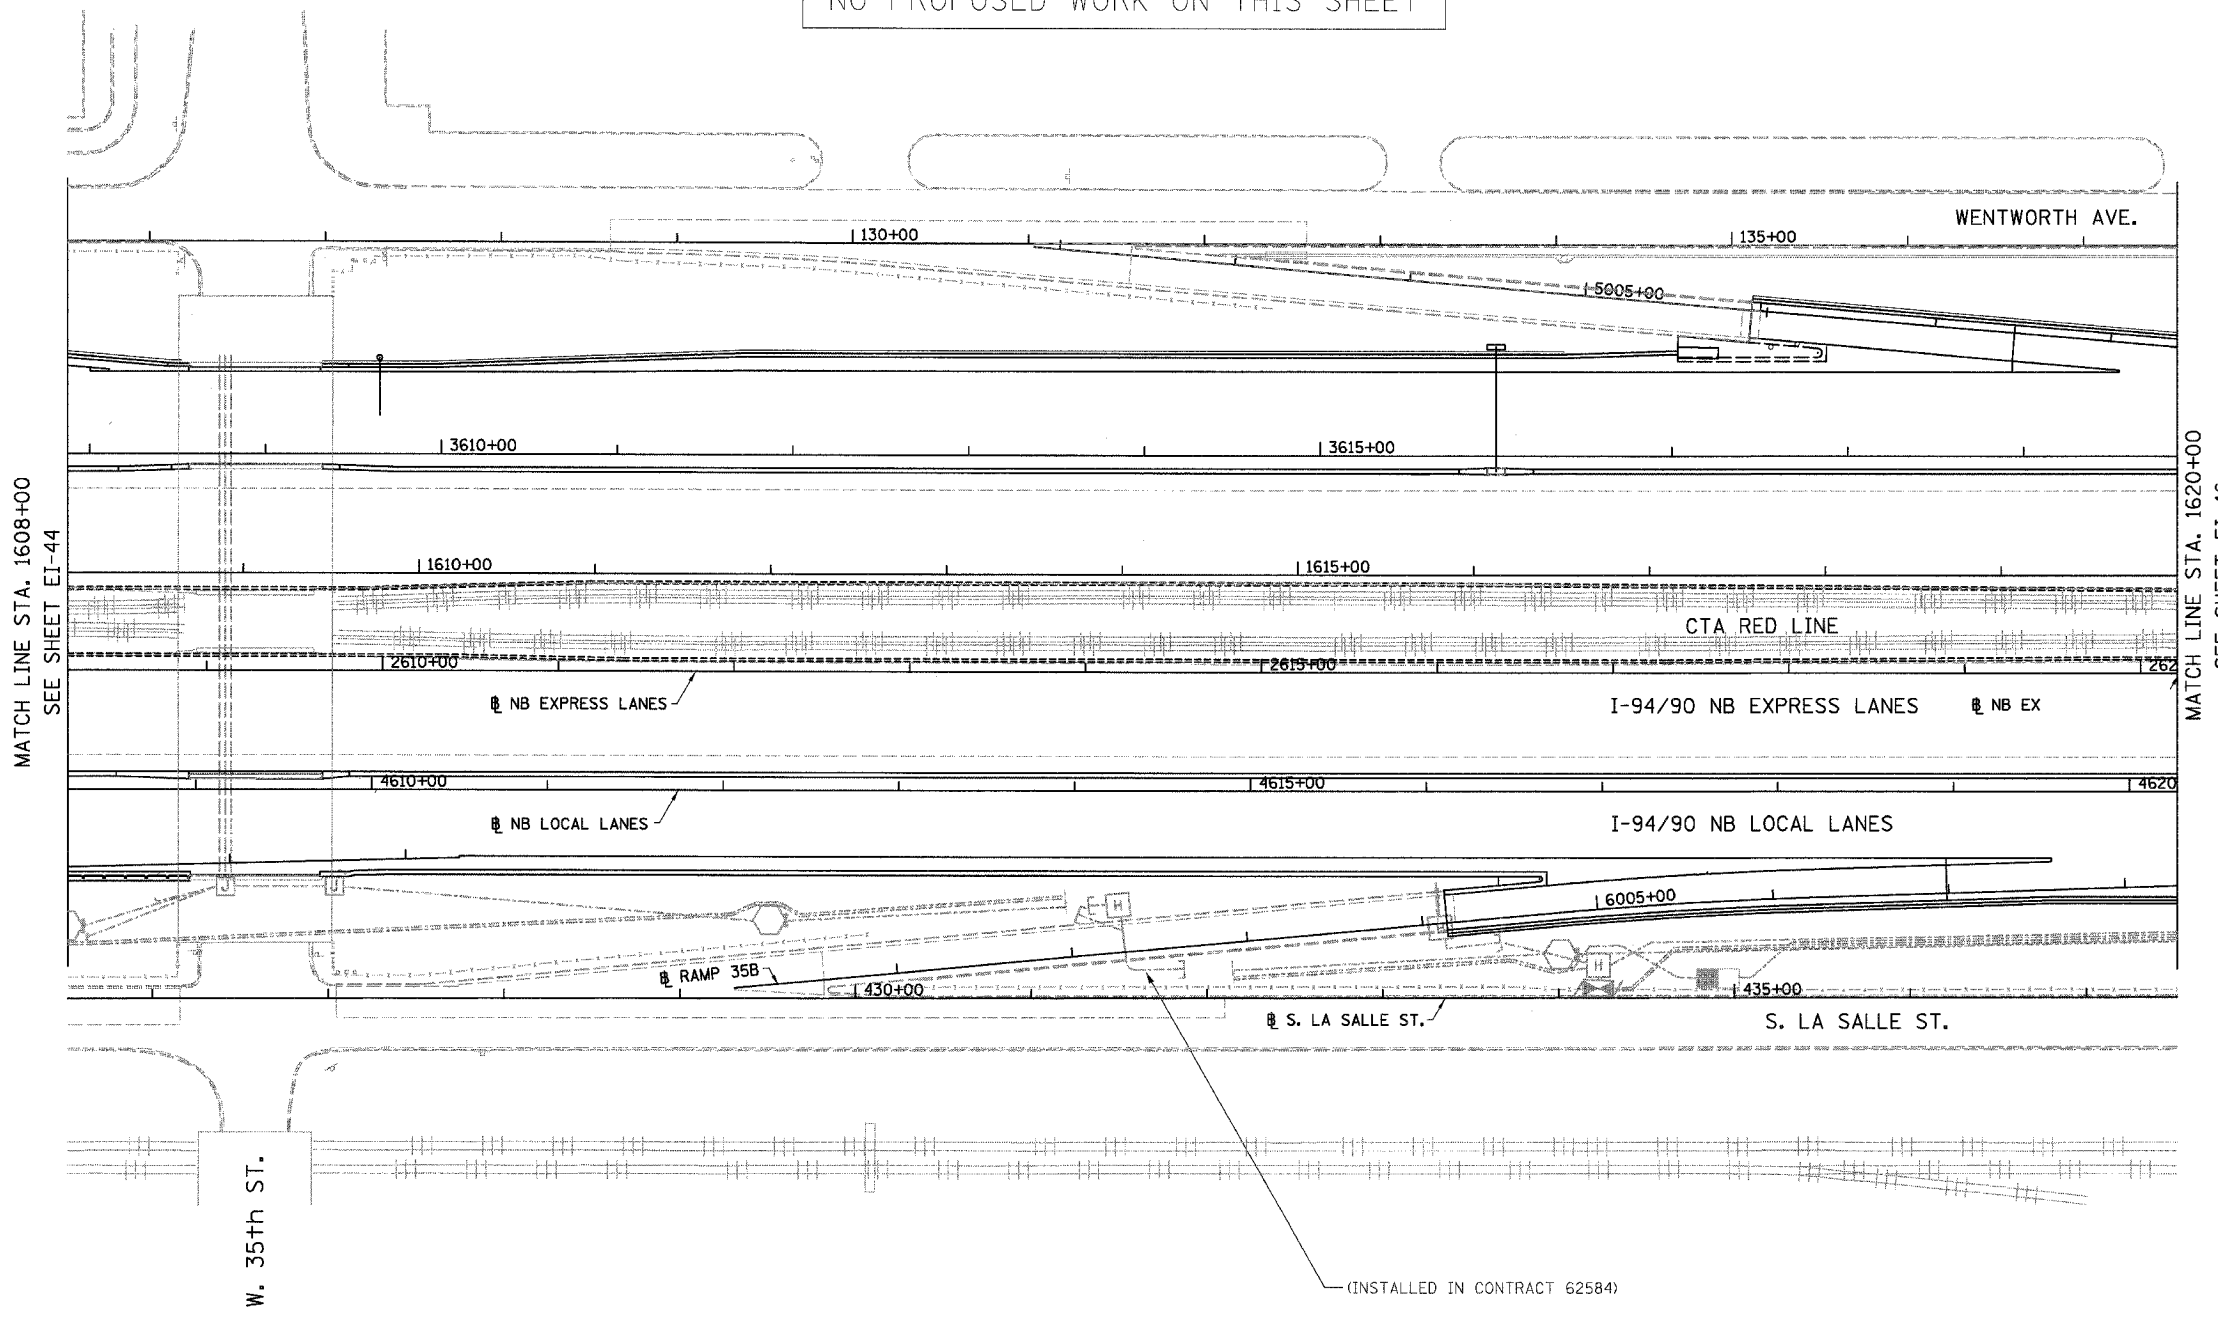 NO PROPOSED WORK ON THIS SHEET
WENTWORTH AVE.
130+00
135+00
5005+00
3610+00
3615+00
MATCH LINE STA. 1608+00
SEE SHEET EI-44
MATCH LINE STA. 1620+00
1610+00
1615+00
CTA RED LINE
2610+00
2615+00
262
℄ NB EXPRESS LANES
I-94/90 NB EXPRESS LANES
℄ NB EX
4610+00
4615+00
4620
℄ NB LOCAL LANES
I-94/90 NB LOCAL LANES
J
J
H
6005+00
H
℄ RAMP 35B
430+00
435+00
℄ S. LA SALLE ST.
S. LA SALLE ST.
W. 35th ST.
(INSTALLED IN CONTRACT 62584)